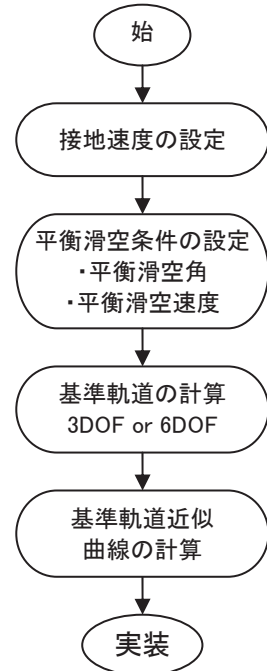 始
接地速度の設定
平衡滑空条件の設定
・平衡滑空角
・平衡滑空速度
基準軌道の計算
3DOF or 6DOF
基準軌道近似
曲線の計算
実装